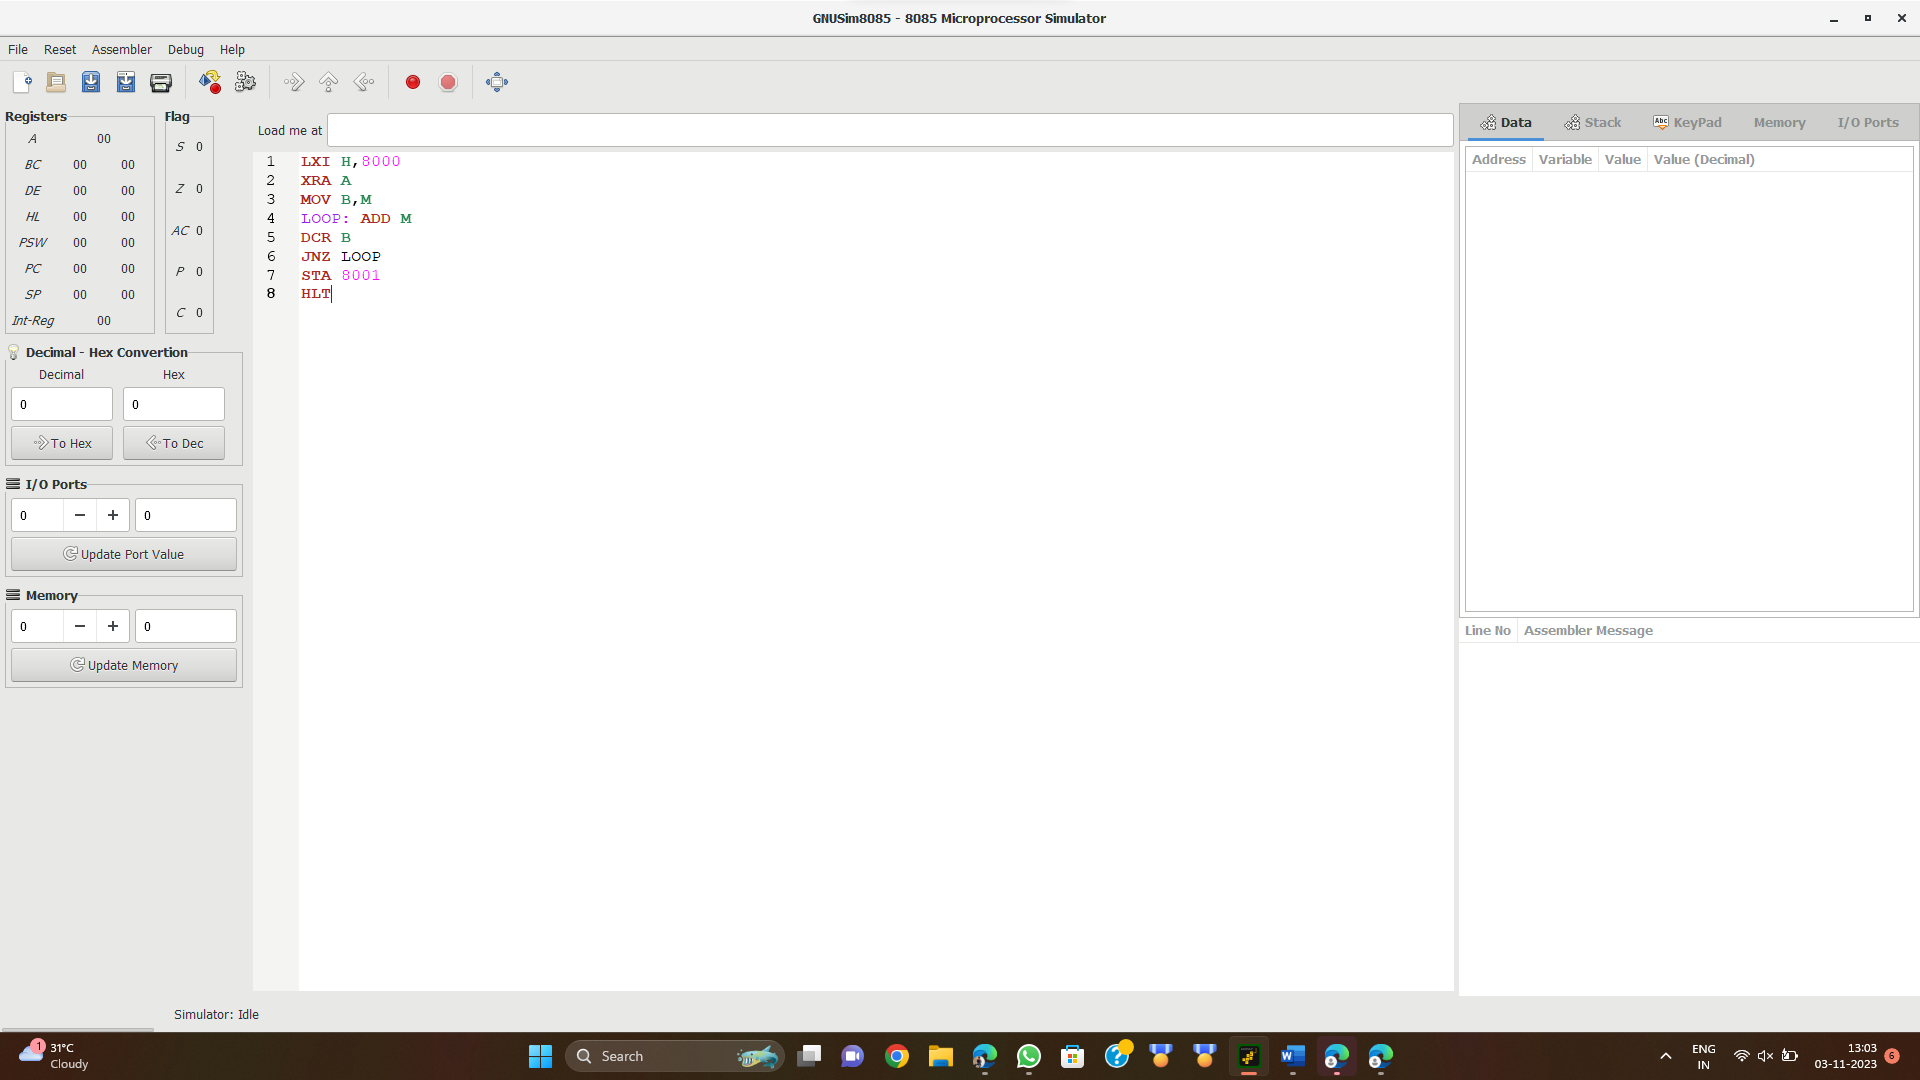 GNUSim8085 - 8085 Microprocessor Simulator
File Reset Assembler Debug Help
Registers
A 00
BC 00 00
DE 00 00
HL 00 00
PSW 00 00
PC 00 00
SP 00 00
Int-Reg 00
Flag
S 0
Z 0
AC 0
P 0
C 0
Decimal - Hex Convertion
Decimal Hex
0 0
To Hex To Dec
I/O Ports
0 − + 0
Update Port Value
Memory
0 − + 0
Update Memory
Load me at
1 LXI H,8000
2 XRA A
3 MOV B,M
4 LOOP: ADD M
5 DCR B
6 JNZ LOOP
7 STA 8001
8 HLT
Data Stack Abc KeyPad Memory I/O Ports
Address Variable Value Value (Decimal)
Line No Assembler Message
Simulator: Idle
1 31°C
Cloudy
Search
ENG
IN
13:03
03-11-2023
6